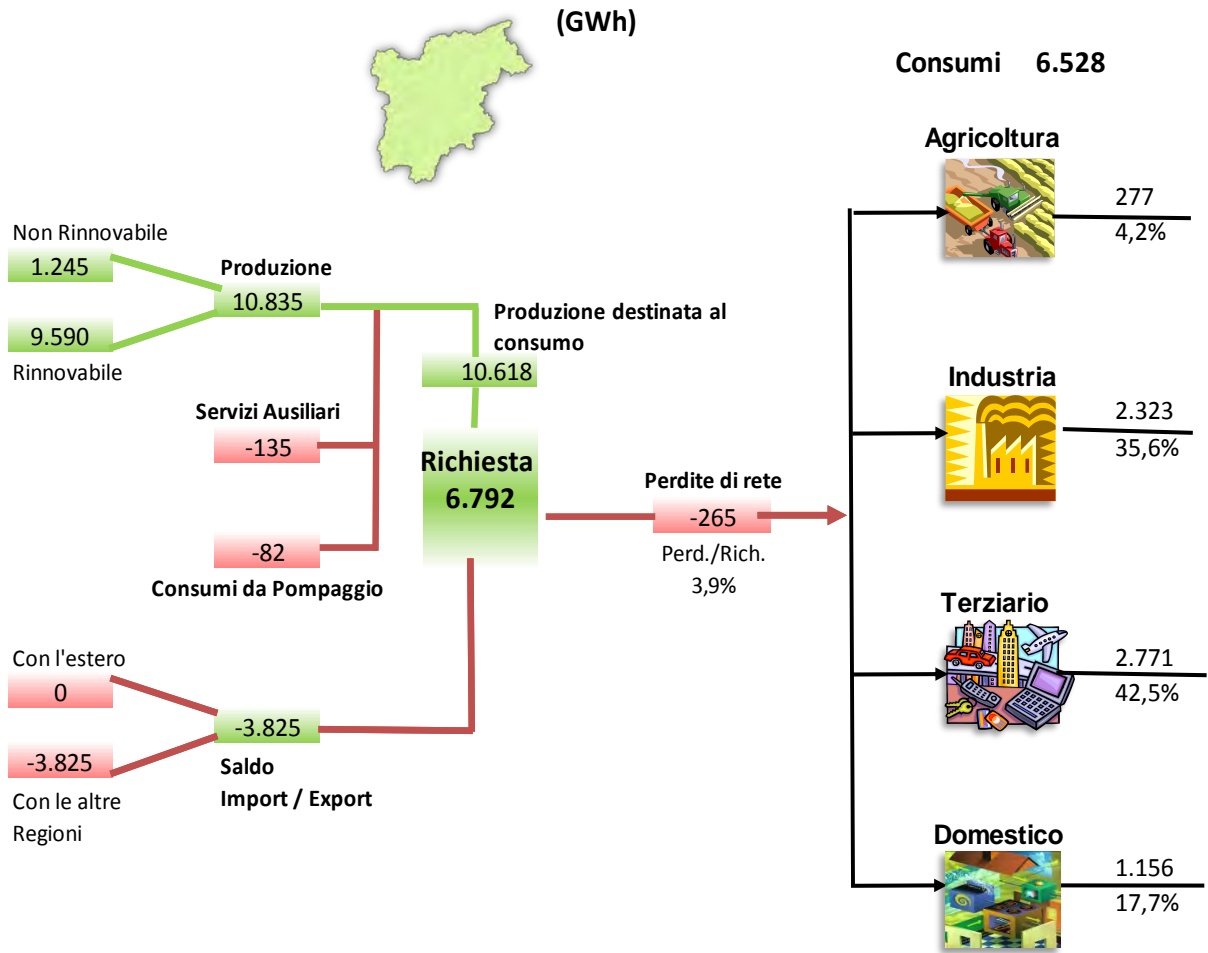 (GWh)
Consumi 6.528
Agricoltura
277
4,2%
Non Rinnovabile
1.245
Produzione
10.835
9.590
Rinnovabile
Produzione destinata al
consumo
10.618
Servizi Ausiliari
-135
Richiesta
6.792
-82
Consumi da Pompaggio
Perdite di rete
-265
Perd./Rich.
3,9%
Industria
2.323
35,6%
Terziario
2.771
42,5%
Con l'estero
0
-3.825
Saldo
Import / Export
-3.825
Con le altre
Regioni
Domestico
1.156
17,7%